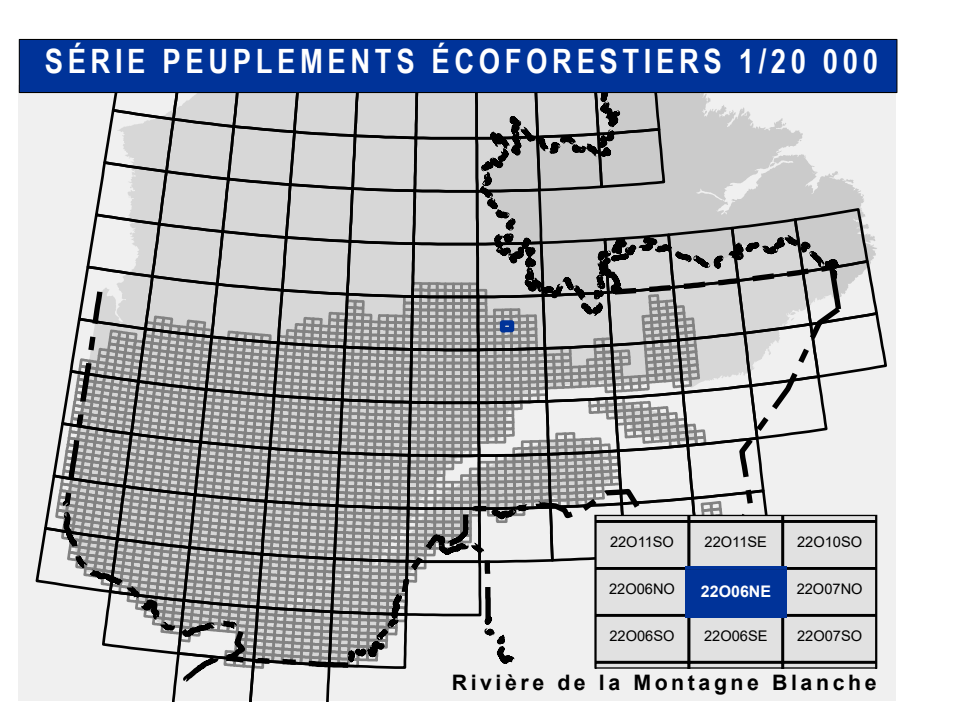 SÉRIE PEUPLEMENTS ÉCOFORESTIERS 1/20 000
22O11SO 22O11SE 22O10SO
22O06NO 22O06NE 22O07NO
22O06SO 22O06SE 22O07SO
Rivière de la Montagne Blanche